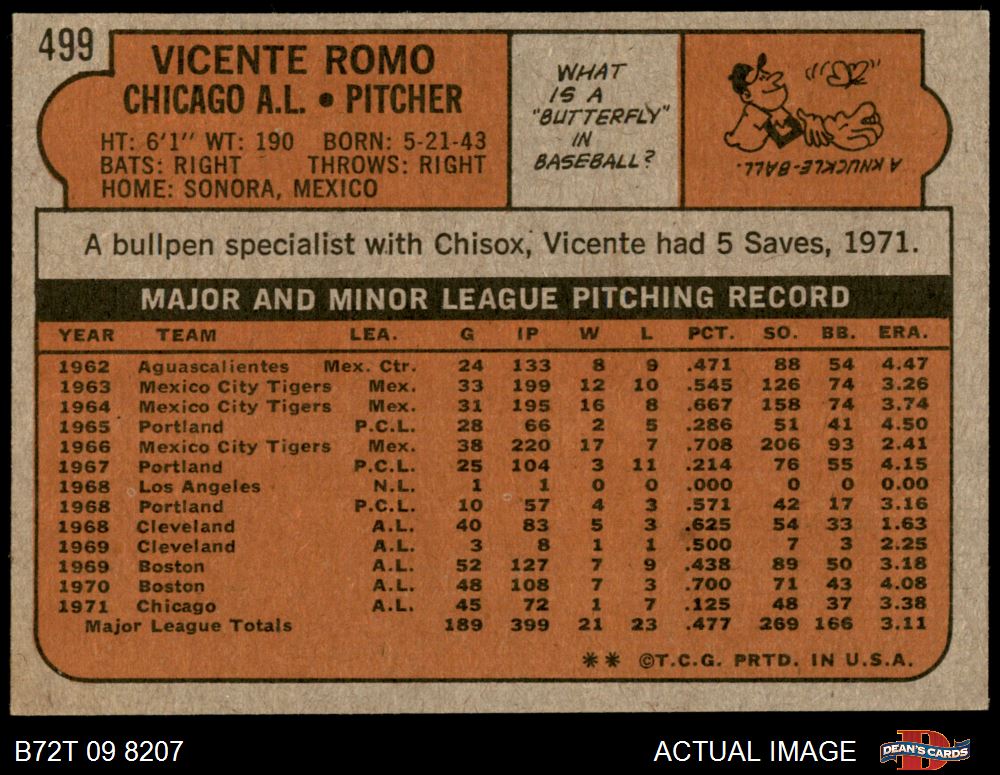 499
VICENTE ROMO
CHICAGO A.L. • PITCHER
HT: 6'1" WT: 190 BORN: 5-21-43
BATS: RIGHT THROWS: RIGHT
HOME: SONORA, MEXICO
WHAT
IS A
"BUTTERFLY"
IN
BASEBALL?
A KNUCKLE-BALL.
A bullpen specialist with Chisox, Vicente had 5 Saves, 1971.
MAJOR AND MINOR LEAGUE PITCHING RECORD
YEAR TEAM LEA. G IP W L PCT. SO. BB. ERA.
1962 Aguascalientes Mex. Ctr. 24 133 8 9 .471 88 54 4.47
1963 Mexico City Tigers Mex. 33 199 12 10 .545 126 74 3.26
1964 Mexico City Tigers Mex. 31 195 16 8 .667 158 74 3.74
1965 Portland P.C.L. 28 66 2 5 .286 51 41 4.50
1966 Mexico City Tigers Mex. 38 220 17 7 .708 206 93 2.41
1967 Portland P.C.L. 25 104 3 11 .214 76 55 4.15
1968 Los Angeles N.L. 1 1 0 0 .000 0 0 0.00
1968 Portland P.C.L. 10 57 4 3 .571 42 17 3.16
1968 Cleveland A.L. 40 83 5 3 .625 54 33 1.63
1969 Cleveland A.L. 3 8 1 1 .500 7 3 2.25
1969 Boston A.L. 52 127 7 9 .438 89 50 3.18
1970 Boston A.L. 48 108 7 3 .700 71 43 4.08
1971 Chicago A.L. 45 72 1 7 .125 48 37 3.38
Major League Totals 189 399 21 23 .477 269 166 3.11
** ©T.C.G. PRTD. IN U.S.A.
B72T 09 8207 ACTUAL IMAGE DEAN'S CARDS